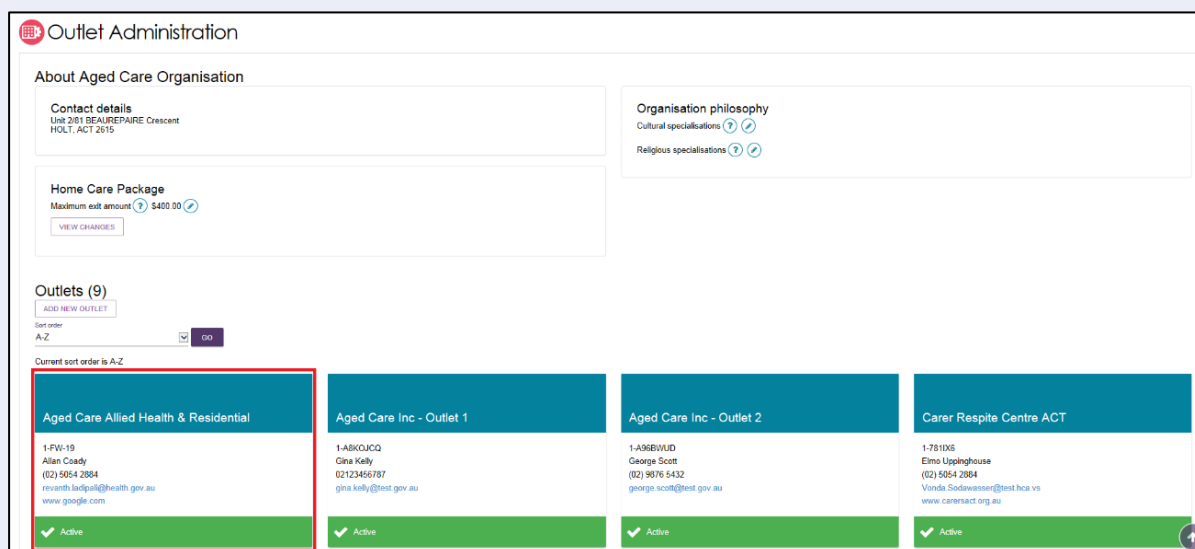 Outlet Administration
About Aged Care Organisation
Contact details
Unit 2/81 BEAUREPAIRE Crescent
HOLT, ACT 2615
Organisation philosophy
Cultural specialisations ?
Religious specialisations ?
Home Care Package
Maximum exit amount ? $400.00
VIEW CHANGES
Outlets (9)
ADD NEW OUTLET
Sort order
A-Z GO
Current sort order is A-Z
Aged Care Allied Health & Residential
1-FW-19
Allan Coady
(02) 5054 2884
revanth.ladipali@health.gov.au
www.google.com
Active
Aged Care Inc - Outlet 1
1-A8KOJCQ
Gina Kelly
02123456787
gina.kelly@test.gov.au
Active
Aged Care Inc - Outlet 2
1-A96BWUD
George Scott
(02) 9876 5432
george.scott@test.gov.au
Active
Carer Respite Centre ACT
1-781IX6
Elmo Uppinghouse
(02) 5054 2884
Vonda.Sodawasser@test.hca.vs
www.carersact.org.au
Active